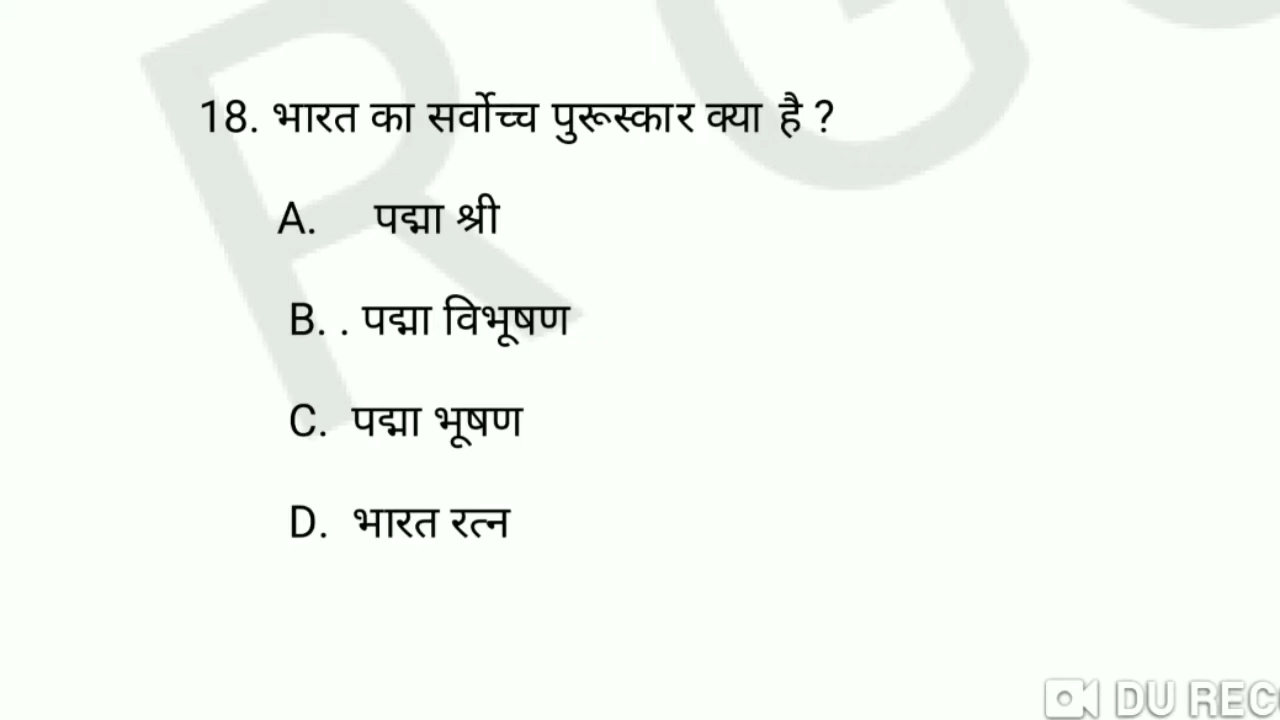 18. भारत का सर्वोच्च पुरूस्कार क्या है ?
A. पद्मा श्री
B. . पद्मा विभूषण
C. पद्मा भूषण
D. भारत रत्न
DU REC